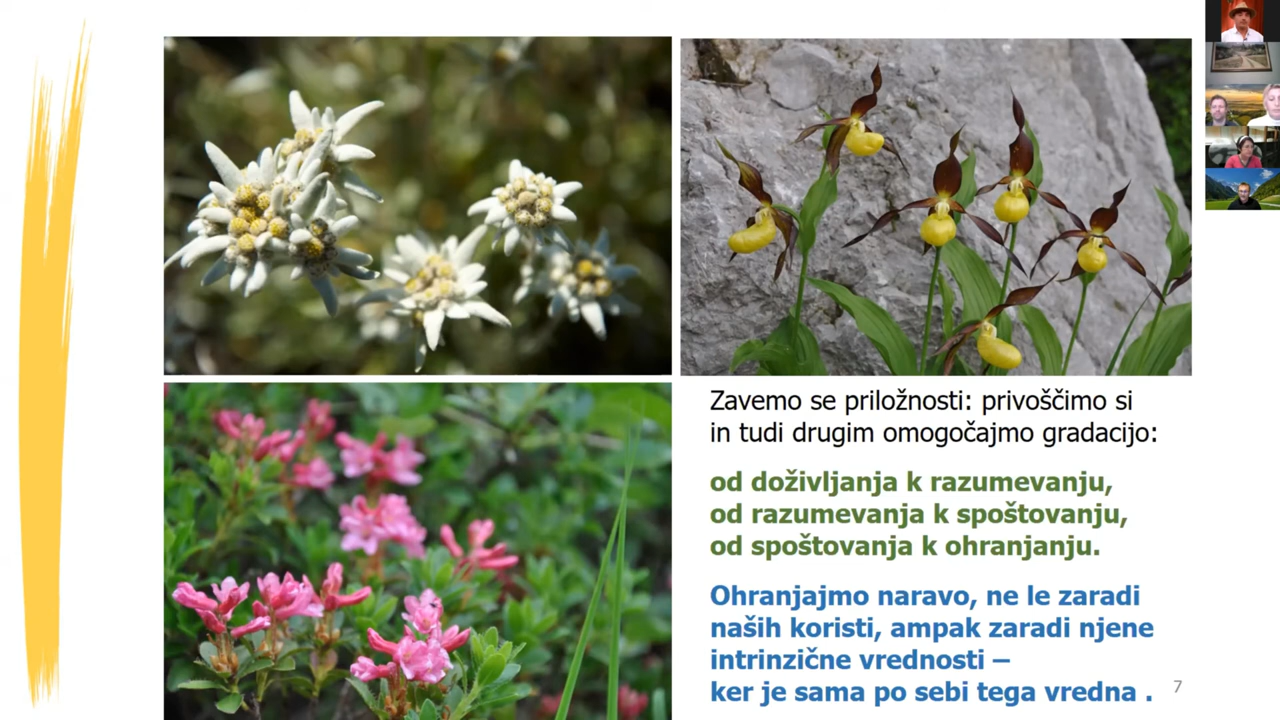 Zavemo se priložnosti: privoščimo si
in tudi drugim omogočajmo gradacijo:
od doživljanja k razumevanju,
od razumevanja k spoštovanju,
od spoštovanja k ohranjanju.
Ohranjajmo naravo, ne le zaradi
naših koristi, ampak zaradi njene
intrinzične vrednosti –
ker je sama po sebi tega vredna .
7